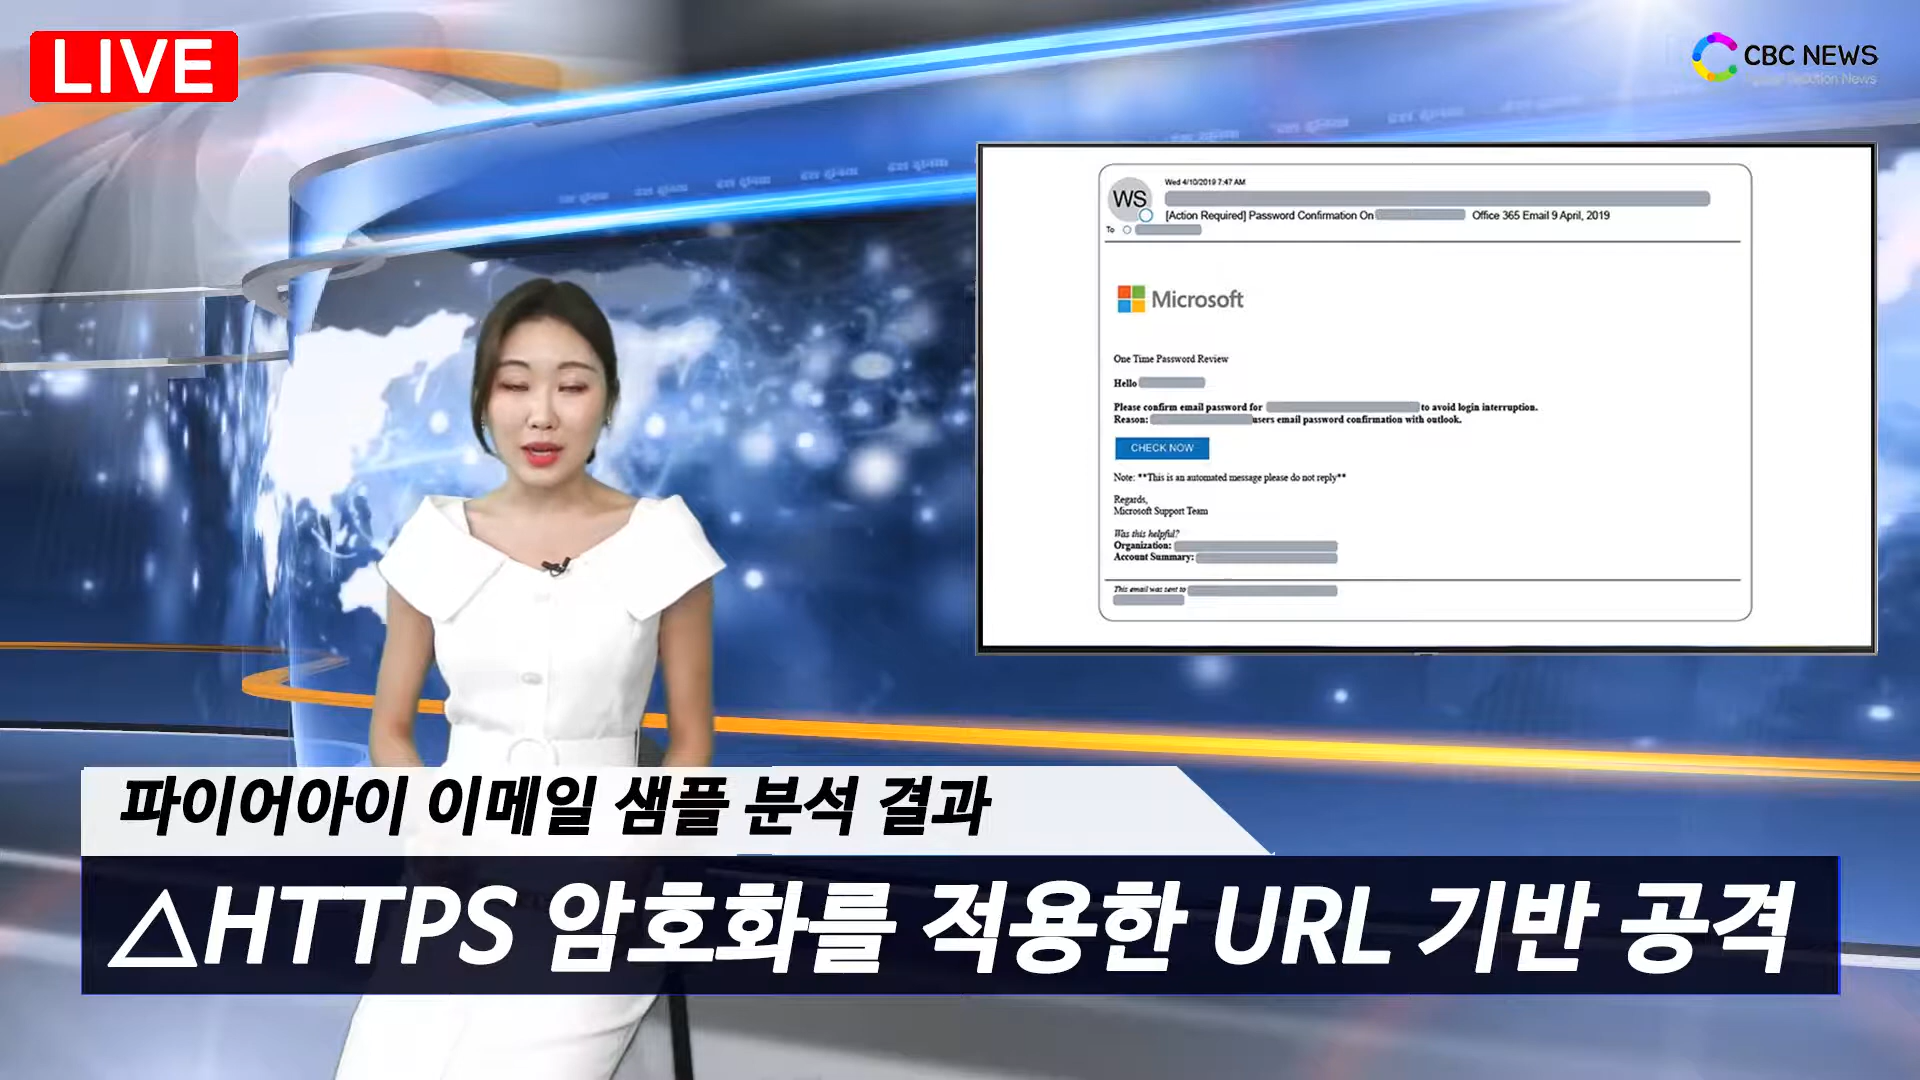 LIVE
CBC NEWS
Wed 4/10/2019 7:47 AM
WS
[Action Required] Password Confirmation On Office 365 Email 9 April, 2019
To
Microsoft
One Time Password Review
Hello
Please confirm email password for to avoid login interruption.
Reason: users email password confirmation with outlook.
CHECK NOW
Note: **This is an automated message please do not reply**
Regards,
Microsoft Support Team
Was this helpful?
Organization:
Account Summary:
This email was sent to
파이어아이 이메일 샘플 분석 결과
△HTTPS 암호화를 적용한 URL 기반 공격